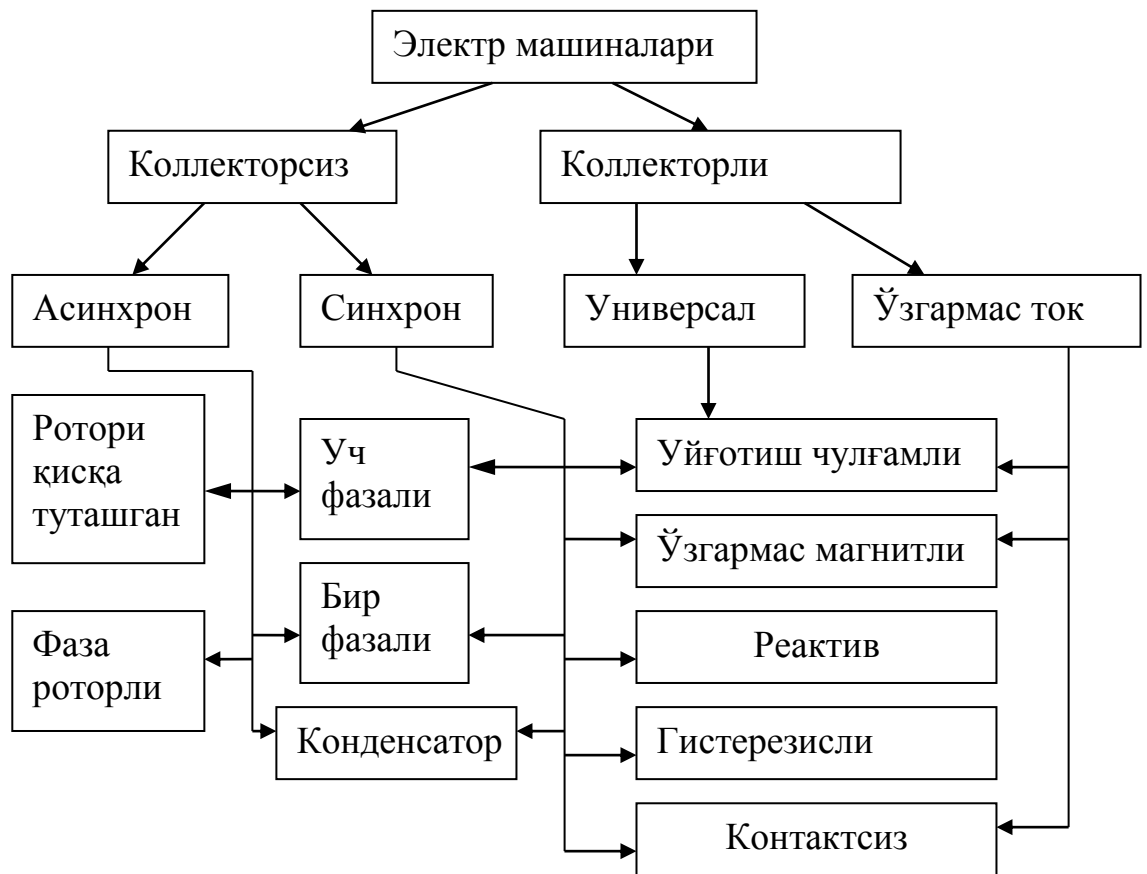 Электр машиналари
Коллекторсиз
Коллекторли
Асинхрон
Синхрон
Универсал
Ўзгармас ток
Ротори
қисқа
туташган
Уч
фазали
Уйғотиш чулғамли
Ўзгармас магнитли
Фаза
роторли
Бир
фазали
Реактив
Конденсатор
Гистерезисли
Контактсиз